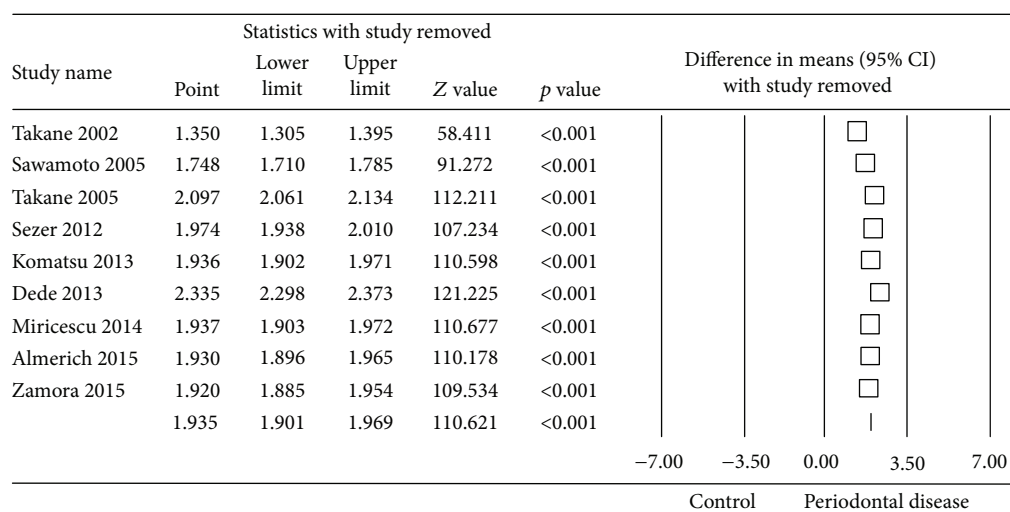 Statistics with study removed
Study name Point Lower limit Upper limit Z value p value Difference in means (95% CI) with study removed
Takane 2002 1.350 1.305 1.395 58.411 <0.001
Sawamoto 2005 1.748 1.710 1.785 91.272 <0.001
Takane 2005 2.097 2.061 2.134 112.211 <0.001
Sezer 2012 1.974 1.938 2.010 107.234 <0.001
Komatsu 2013 1.936 1.902 1.971 110.598 <0.001
Dede 2013 2.335 2.298 2.373 121.225 <0.001
Miricescu 2014 1.937 1.903 1.972 110.677 <0.001
Almerich 2015 1.930 1.896 1.965 110.178 <0.001
Zamora 2015 1.920 1.885 1.954 109.534 <0.001
1.935 1.901 1.969 110.621 <0.001
−7.00 −3.50 0.00 3.50 7.00
Control Periodontal disease